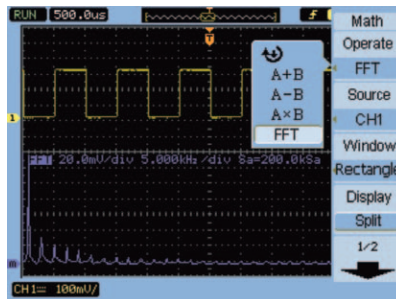 RUN 500.0us
Math
Operate
FFT
Source
CH1
Window
Rectangle
Display
Split
1/2
A+B
A-B
A×B
FFT
T
1
FFT 20.0mV/div 5.000kHz/div Sa=200.0kSa
m
CH1= 100mV/